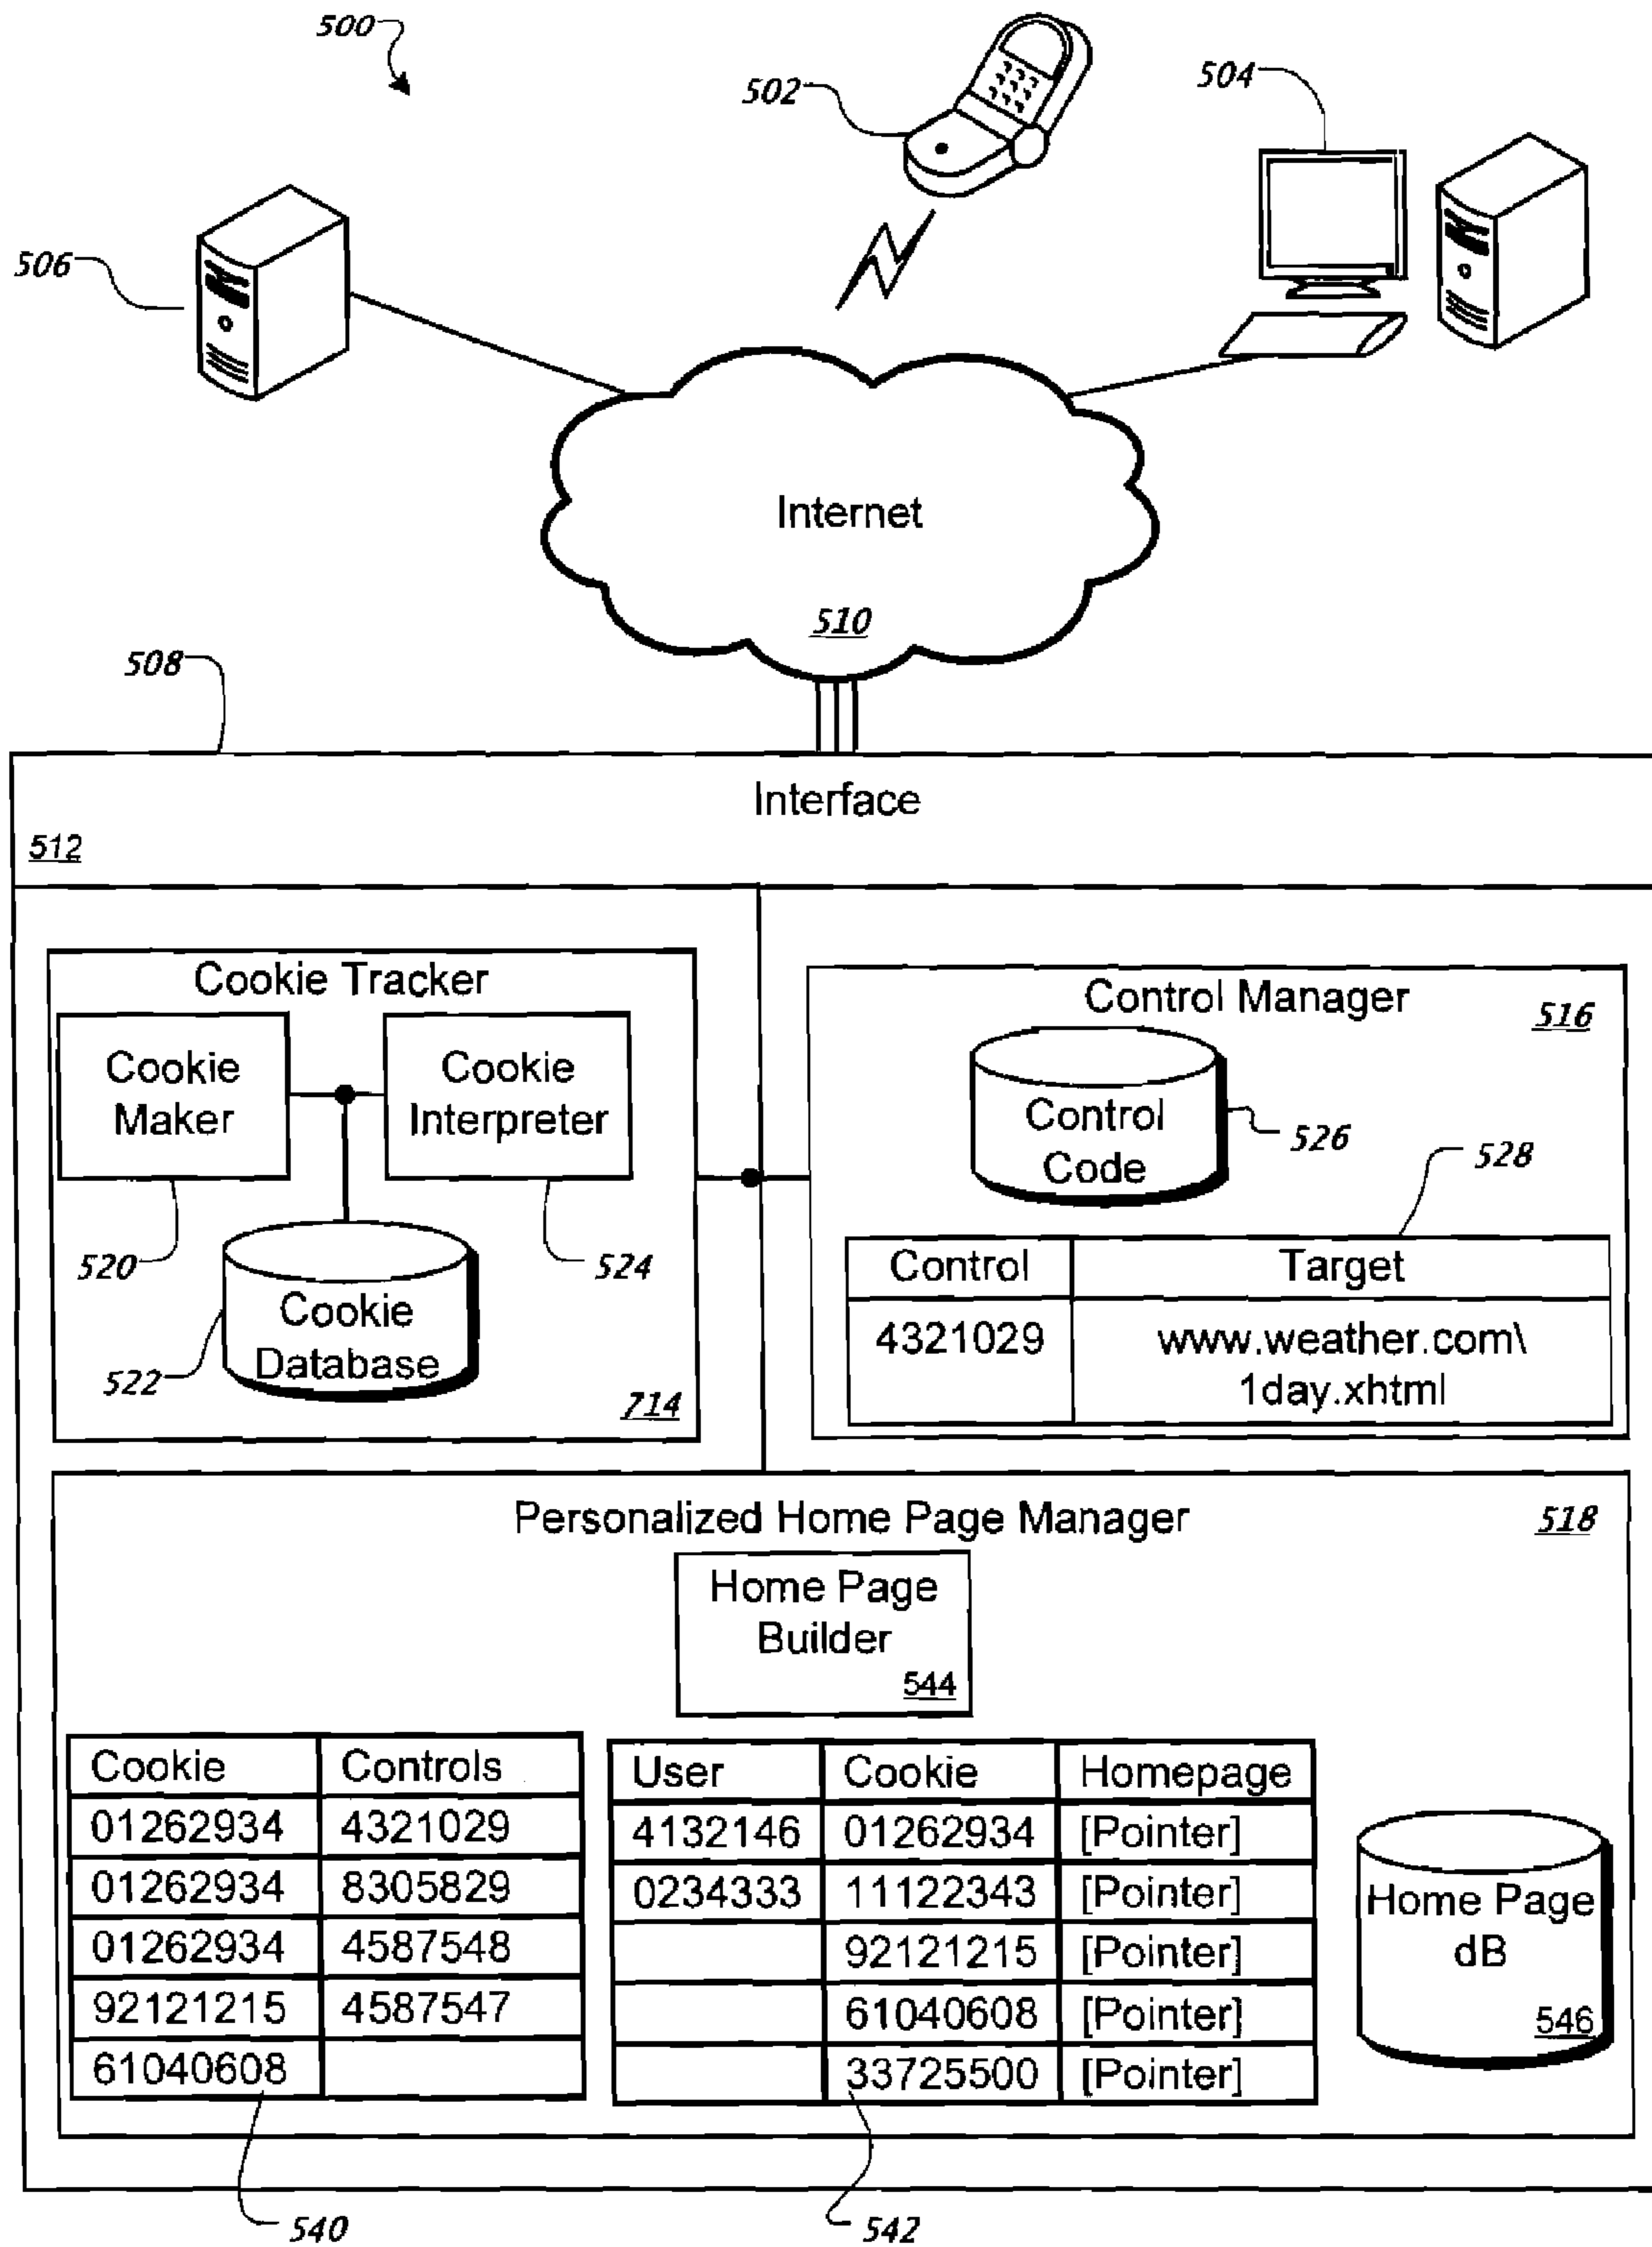 500
502
504
506
Internet
510
508
Interface
512
Cookie Tracker
Cookie
Maker
Cookie
Interpreter
520
524
Cookie
Database
522
714
Control Manager
516
Control
Code
526
528
Control Target
4321029 www.weather.com\
1day.xhtml
Personalized Home Page Manager
518
Home Page
Builder
544
Cookie Controls
01262934 4321029
01262934 8305829
01262934 4587548
92121215 4587547
61040608
User Cookie Homepage
4132146 01262934 [Pointer]
0234333 11122343 [Pointer]
92121215 [Pointer]
61040608 [Pointer]
33725500 [Pointer]
Home Page
dB
546
540
542